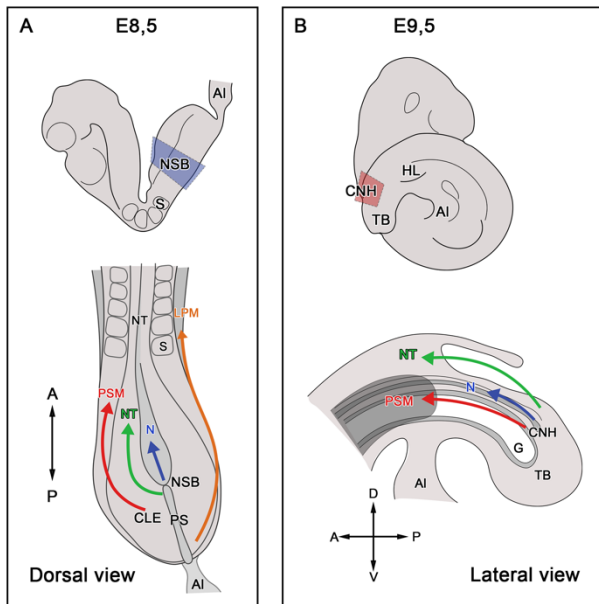 A
E8,5
Al
NSB
S
NT
LPM
S
PSM
NT
A
N
NSB
P
CLE
PS
Al
Dorsal view
B
E9,5
HL
CNH
Al
TB
NT
N
PSM
CNH
G
TB
Al
D
A
P
V
Lateral view